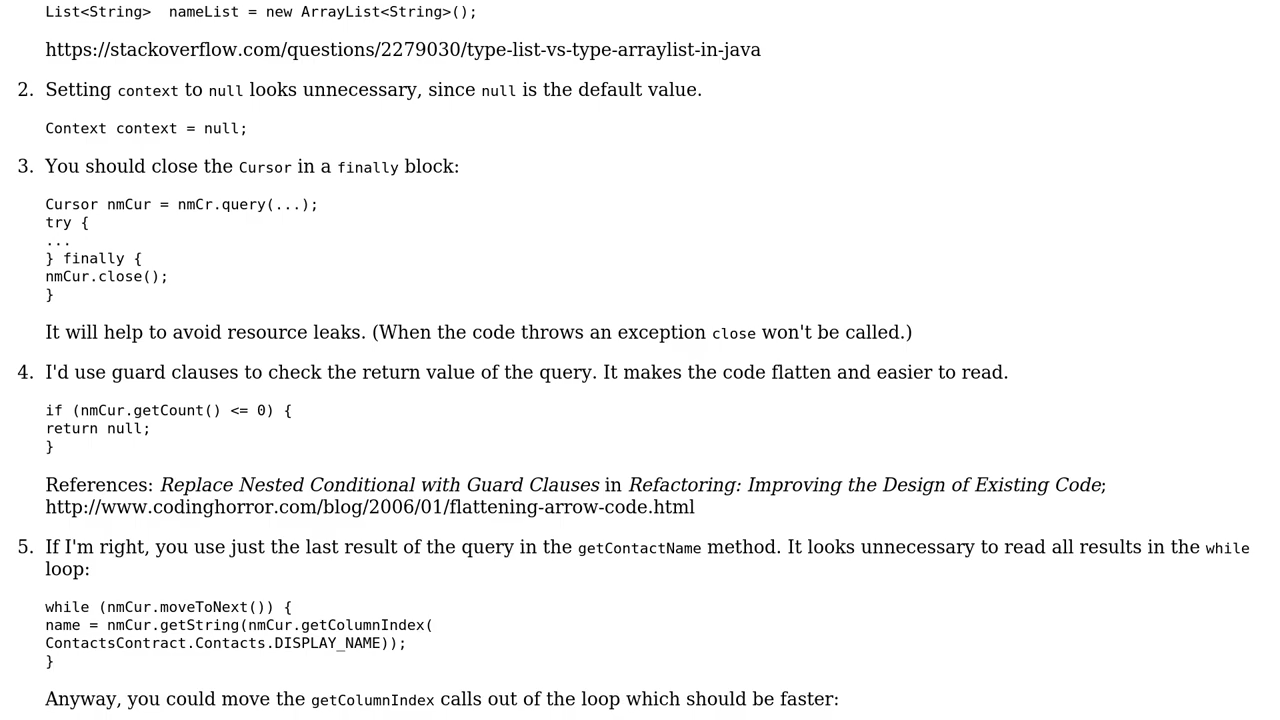 List<String>  nameList = new ArrayList<String>();
https://stackoverflow.com/questions/2279030/type-list-vs-type-arraylist-in-java
2. Setting context to null looks unnecessary, since null is the default value.
Context context = null;
3. You should close the Cursor in a finally block:
Cursor nmCur = nmCr.query(...);
try {
...
} finally {
nmCur.close();
}
It will help to avoid resource leaks. (When the code throws an exception close won't be called.)
4. I'd use guard clauses to check the return value of the query. It makes the code flatten and easier to read.
if (nmCur.getCount() <= 0) {
return null;
}
References: Replace Nested Conditional with Guard Clauses in Refactoring: Improving the Design of Existing Code;
http://www.codinghorror.com/blog/2006/01/flattening-arrow-code.html
5. If I'm right, you use just the last result of the query in the getContactName method. It looks unnecessary to read all results in the while
loop:
while (nmCur.moveToNext()) {
name = nmCur.getString(nmCur.getColumnIndex(
ContactsContract.Contacts.DISPLAY_NAME));
}
Anyway, you could move the getColumnIndex calls out of the loop which should be faster: